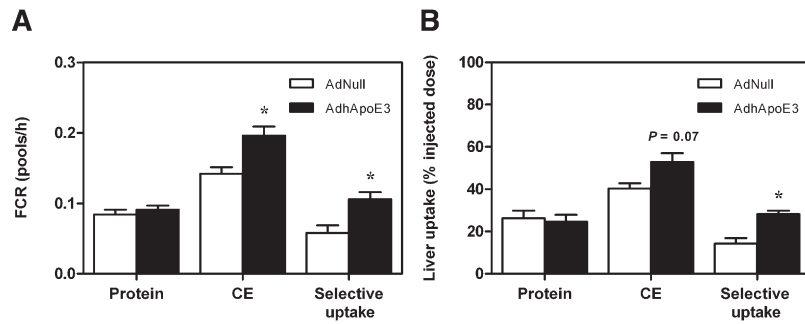 A
FCR (pools/h)
0.3
0.2
0.1
0.0
AdNull
AdhApoE3
*
*
Protein
CE
Selective
uptake
B
Liver uptake (% injected dose)
100
80
60
40
20
0
AdNull
AdhApoE3
P = 0.07
*
Protein
CE
Selective
uptake